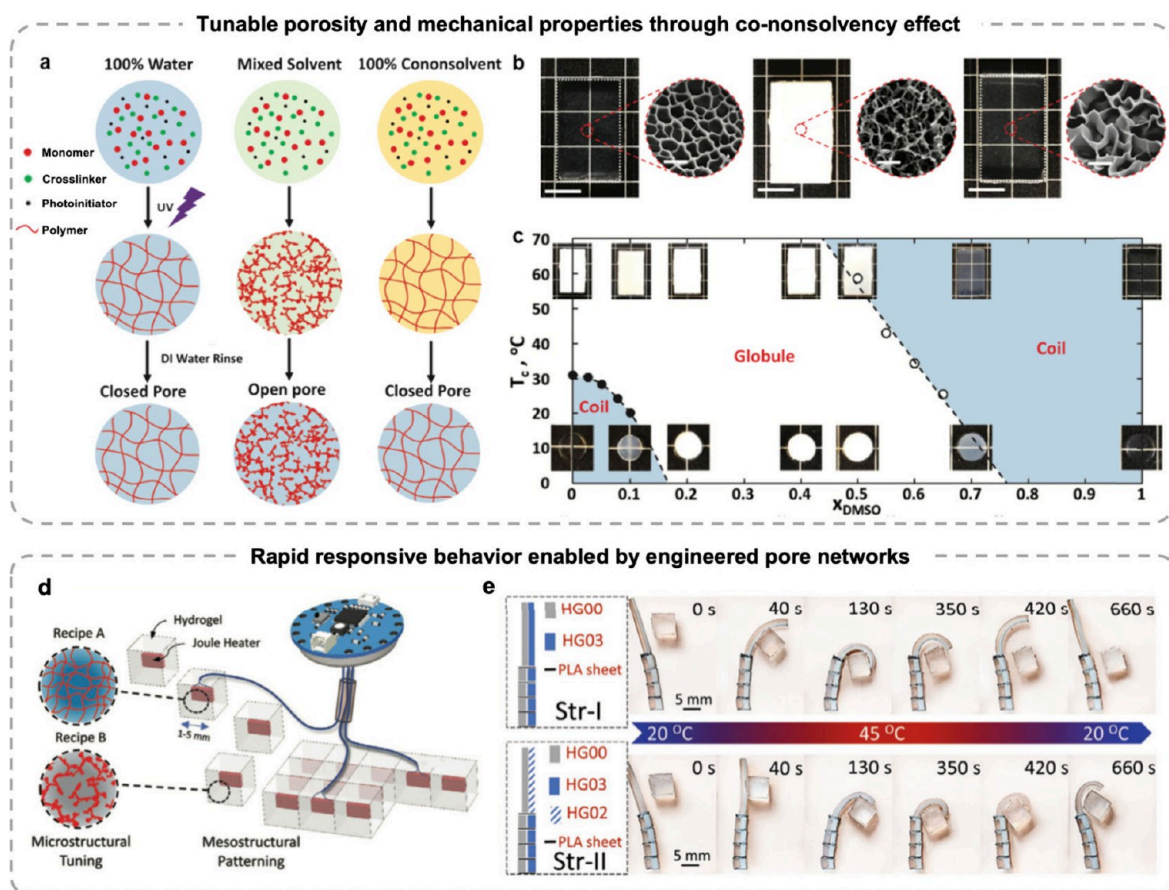 Tunable porosity and mechanical properties through co-nonsolvency effect
a
100% Water
Mixed Solvent
100% Cononsolvent
Monomer
Crosslinker
Photoinitiator
Polymer
UV
DI Water Rinse
Closed Pore
Open pore
Closed Pore
b
c
70
60
50
40
30
20
10
0
T_c, °C
Globule
Coil
Coil
0
0.1
0.2
0.3
0.4
0.5
0.6
0.7
0.8
0.9
1
x_DMSO
Rapid responsive behavior enabled by engineered pore networks
d
Hydrogel
Joule Heater
Recipe A
1-5 mm
Recipe B
Microstructural
Tuning
Mesostructural
Patterning
e
HG00
HG03
PLA sheet
Str-I
0 s
40 s
130 s
350 s
420 s
660 s
5 mm
20 °C
45 °C
20 °C
HG00
HG03
HG02
PLA sheet
Str-II
0 s
40 s
130 s
350 s
420 s
660 s
5 mm